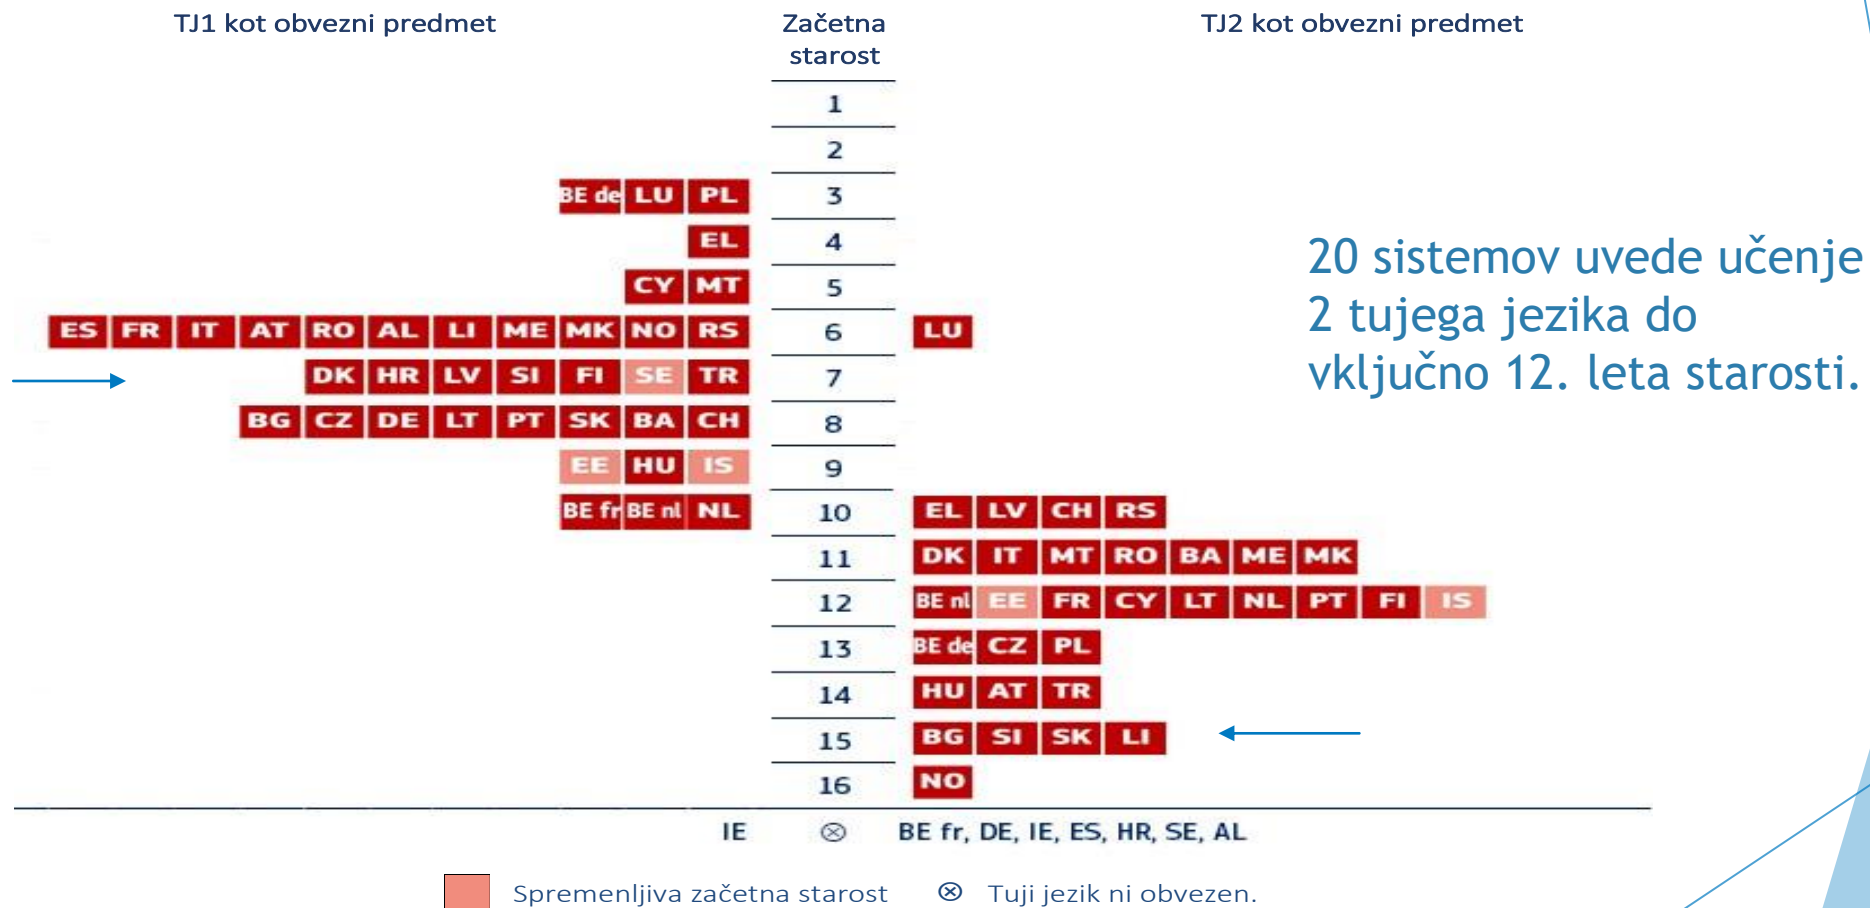 TJ1 kot obvezni predmet Začetna starost TJ2 kot obvezni predmet
1
2
BE de LU PL 3
EL 4
CY MT 5
ES FR IT AT RO AL LI ME MK NO RS 6 LU
DK HR LV SI FI SE TR 7
BG CZ DE LT PT SK BA CH 8
EE HU IS 9
BE fr BE nl NL 10 EL LV CH RS
11 DK IT MT RO BA ME MK
12 BE nl EE FR CY LT NL PT FI IS
13 BE de CZ PL
14 HU AT TR
15 BG SI SK LI
16 NO
IE ⊗ BE fr, DE, IE, ES, HR, SE, AL
Spremenljiva začetna starost ⊗ Tuji jezik ni obvezen.
20 sistemov uvede učenje
2 tujega jezika do
vključno 12. leta starosti.